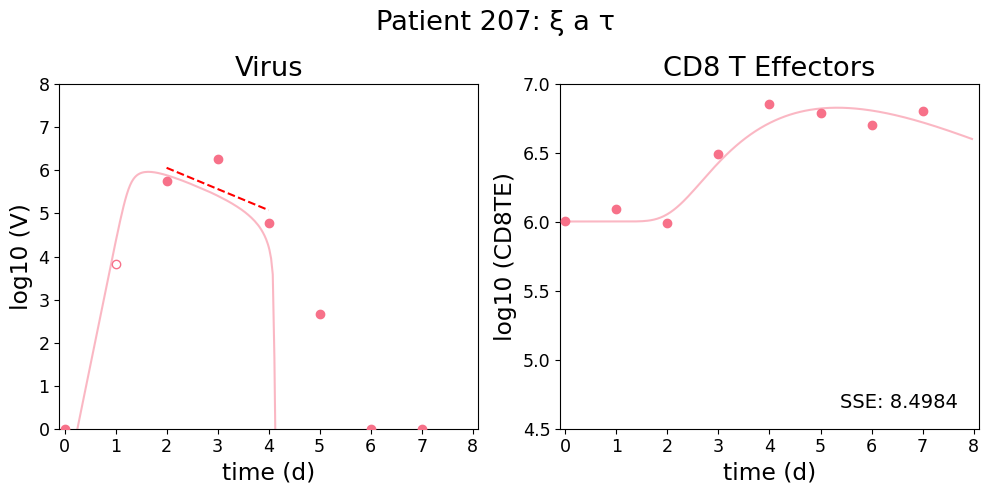 Patient 207: ξ a τ
Virus
CD8 T Effectors
log10 (V)
8
7
6
5
4
3
2
1
0
0 1 2 3 4 5 6 7 8
time (d)
log10 (CD8TE)
7.0
6.5
6.0
5.5
5.0
4.5
SSE: 8.4984
0 1 2 3 4 5 6 7 8
time (d)